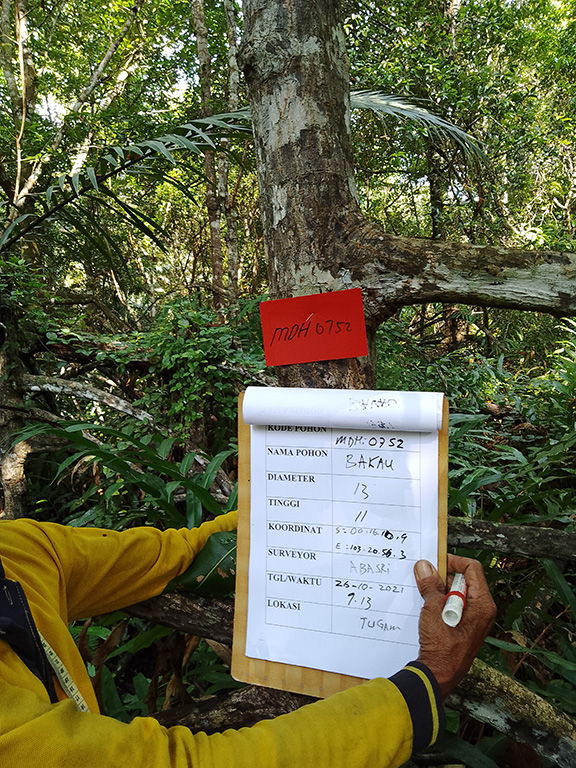 MDH 0752
KODE POHON MDH. 0752
NAMA POHON BAKAU
DIAMETER 13
TINGGI 11
KOORDINAT S : 00.16.10.9
E : 103.20.56.3
SURVEYOR ABASRI
TGL/WAKTU 26-10-2021
9.13
LOKASI TUGAM